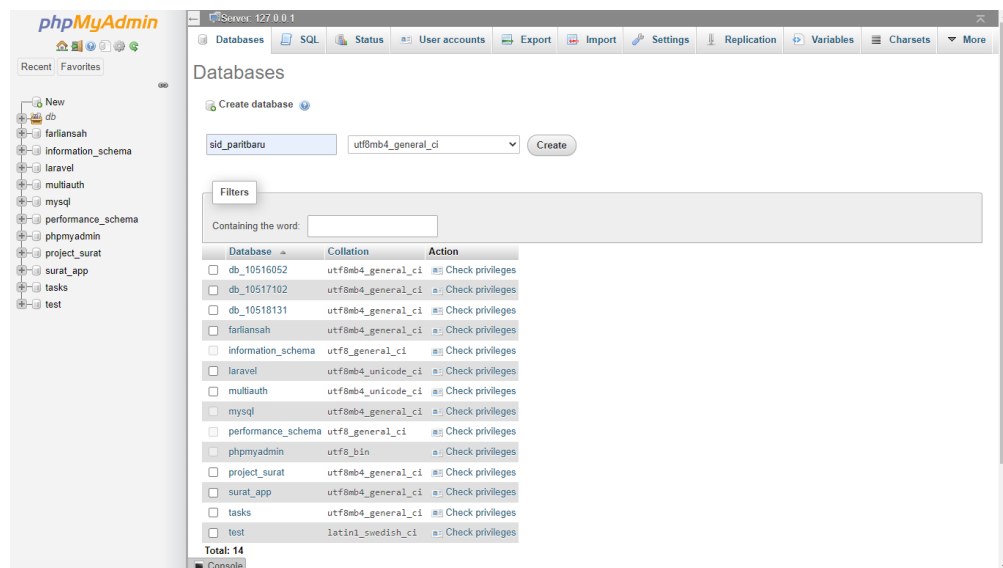 phpMyAdmin
Recent Favorites
New
db
farliansah
information_schema
laravel
multiauth
mysql
performance_schema
phpmyadmin
project_surat
surat_app
tasks
test
Server: 127.0.0.1
Databases SQL Status User accounts Export Import Settings Replication Variables Charsets More
Databases
Create database
sid_paritbaru utf8mb4_general_ci Create
Filters
Containing the word:
Database Collation Action
db_10516052 utf8mb4_general_ci Check privileges
db_10517102 utf8mb4_general_ci Check privileges
db_10518131 utf8mb4_general_ci Check privileges
farliansah utf8mb4_general_ci Check privileges
information_schema utf8_general_ci Check privileges
laravel utf8mb4_unicode_ci Check privileges
multiauth utf8mb4_unicode_ci Check privileges
mysql utf8mb4_general_ci Check privileges
performance_schema utf8_general_ci Check privileges
phpmyadmin utf8_bin Check privileges
project_surat utf8mb4_general_ci Check privileges
surat_app utf8mb4_general_ci Check privileges
tasks utf8mb4_general_ci Check privileges
test latin1_swedish_ci Check privileges
Total: 14
Console